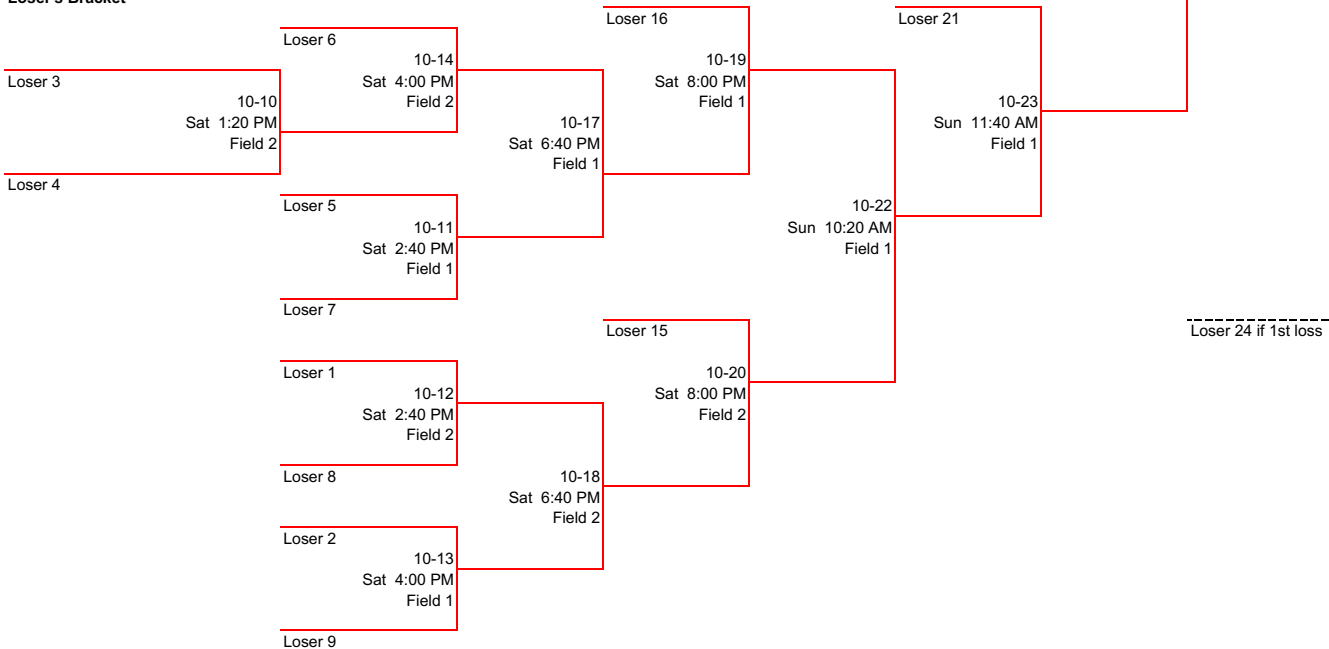 Loser's Bracket
Loser 16
Loser 21
Loser 6
10-14
Sat 4:00 PM
Field 2
10-19
Sat 8:00 PM
Field 1
Loser 3
10-10
Sat 1:20 PM
Field 2
10-17
Sat 6:40 PM
Field 1
10-23
Sun 11:40 AM
Field 1
Loser 4
Loser 5
10-11
Sat 2:40 PM
Field 1
10-22
Sun 10:20 AM
Field 1
Loser 7
Loser 15
Loser 24 if 1st loss
Loser 1
10-12
Sat 2:40 PM
Field 2
10-20
Sat 8:00 PM
Field 2
Loser 8
10-18
Sat 6:40 PM
Field 2
Loser 2
10-13
Sat 4:00 PM
Field 1
Loser 9